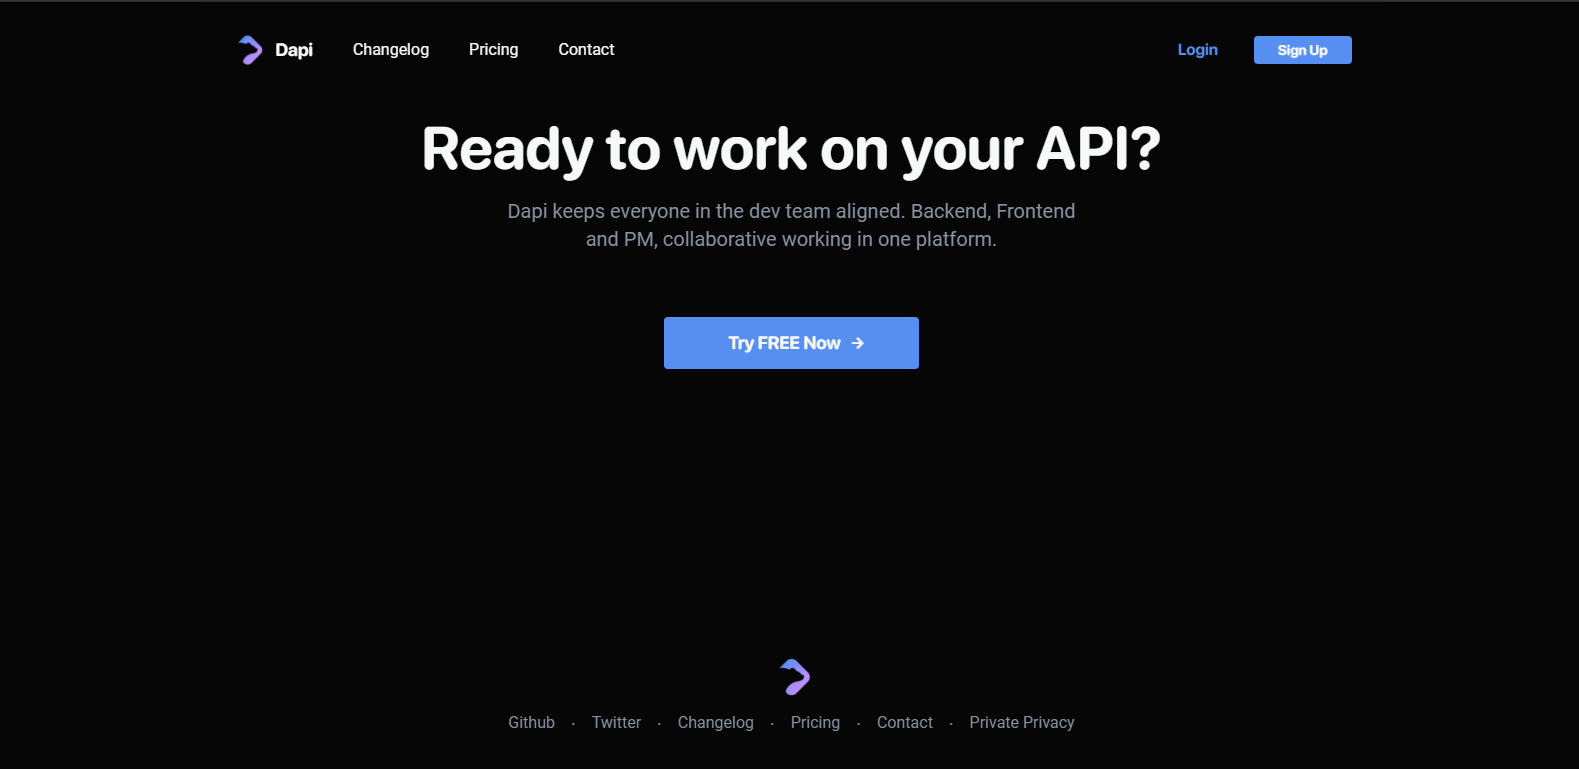 Dapi Changelog Pricing Contact Login Sign Up
Ready to work on your API?
Dapi keeps everyone in the dev team aligned. Backend, Frontend
and PM, collaborative working in one platform.
Try FREE Now →
Github · Twitter · Changelog · Pricing · Contact · Private Privacy